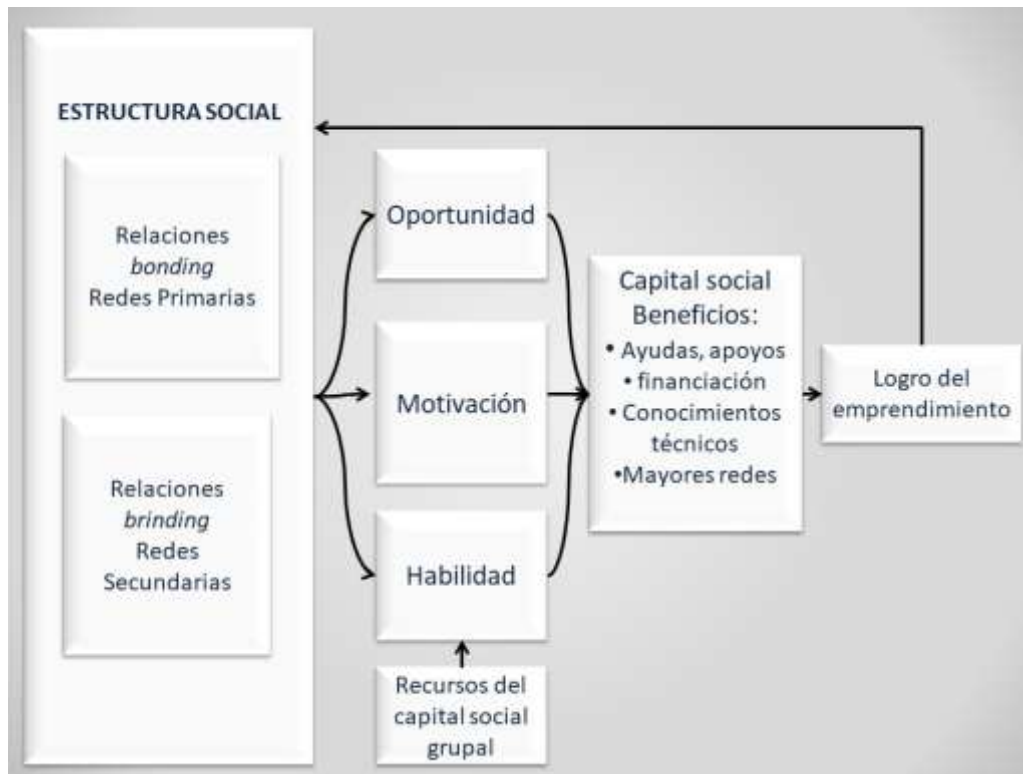 ESTRUCTURA SOCIAL
Relaciones
bonding
Redes Primarias
Relaciones
brinding
Redes
Secundarias
Oportunidad
Motivación
Habilidad
Recursos del
capital social
grupal
Capital social
Beneficios:
• Ayudas, apoyos
• financiación
• Conocimientos
técnicos
•Mayores redes
Logro del
emprendimiento